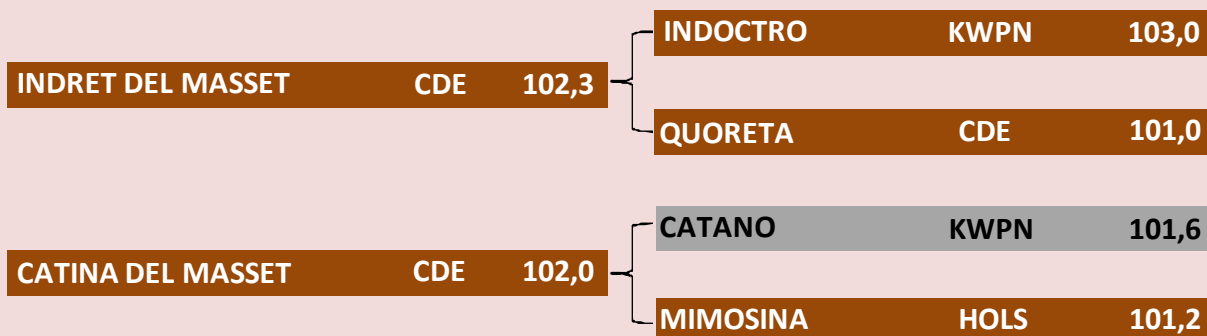 INDOCTRO KWPN 103,0
INDRET DEL MASSET CDE 102,3
QUORETA CDE 101,0
CATANO KWPN 101,6
CATINA DEL MASSET CDE 102,0
MIMOSINA HOLS 101,2